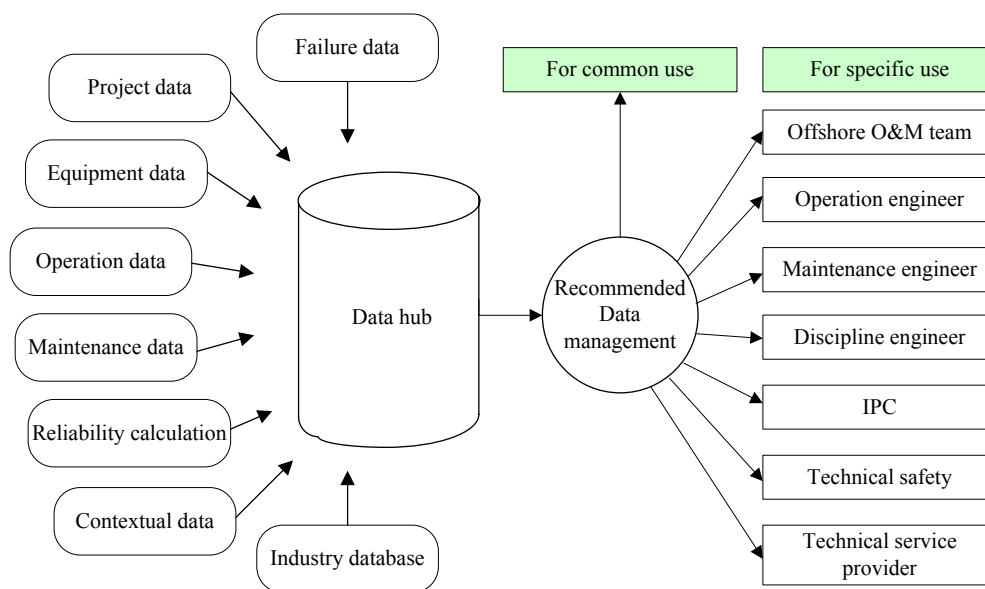 Failure data
Project data
Equipment data
Operation data
Maintenance data
Reliability calculation
Contextual data
Industry database
Data hub
Recommended
Data
management
For common use
For specific use
Offshore O&M team
Operation engineer
Maintenance engineer
Discipline engineer
IPC
Technical safety
Technical service
provider